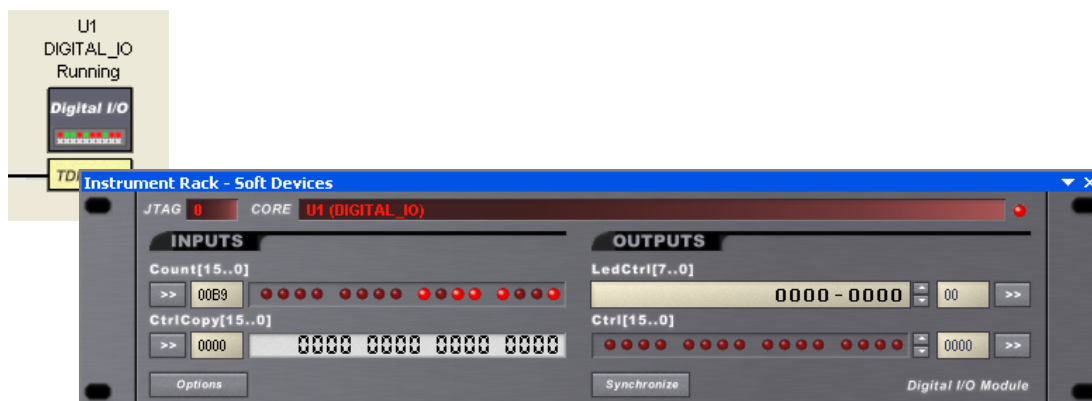 U1
DIGITAL_IO
Running
Digital I/O
TD
Instrument Rack - Soft Devices
JTAG 0 CORE U1 (DIGITAL_IO)
INPUTS
Count[15..0]
>> 00B9
CtrlCopy[15..0]
>> 0000 0000 0000 0000 0000
Options
OUTPUTS
LedCtrl[7..0]
0000-0000 00 >>
Ctrl[15..0]
0000 >>
Synchronize
Digital I/O Module